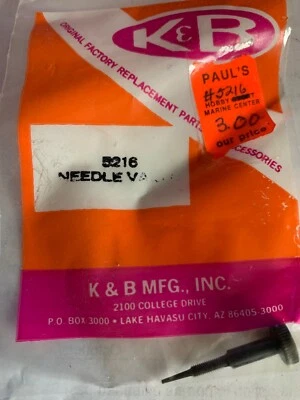 K&B
ORIGINAL FACTORY REPLACEMENT PARTS
ACCESSORIES
PAUL'S
#5216
HOBBY
MARINE CENTER
3.00
our price
5216
NEEDLE
K & B MFG., INC.
2100 COLLEGE DRIVE
P.O. BOX 3000 • LAKE HAVASU CITY, AZ 86405-3000